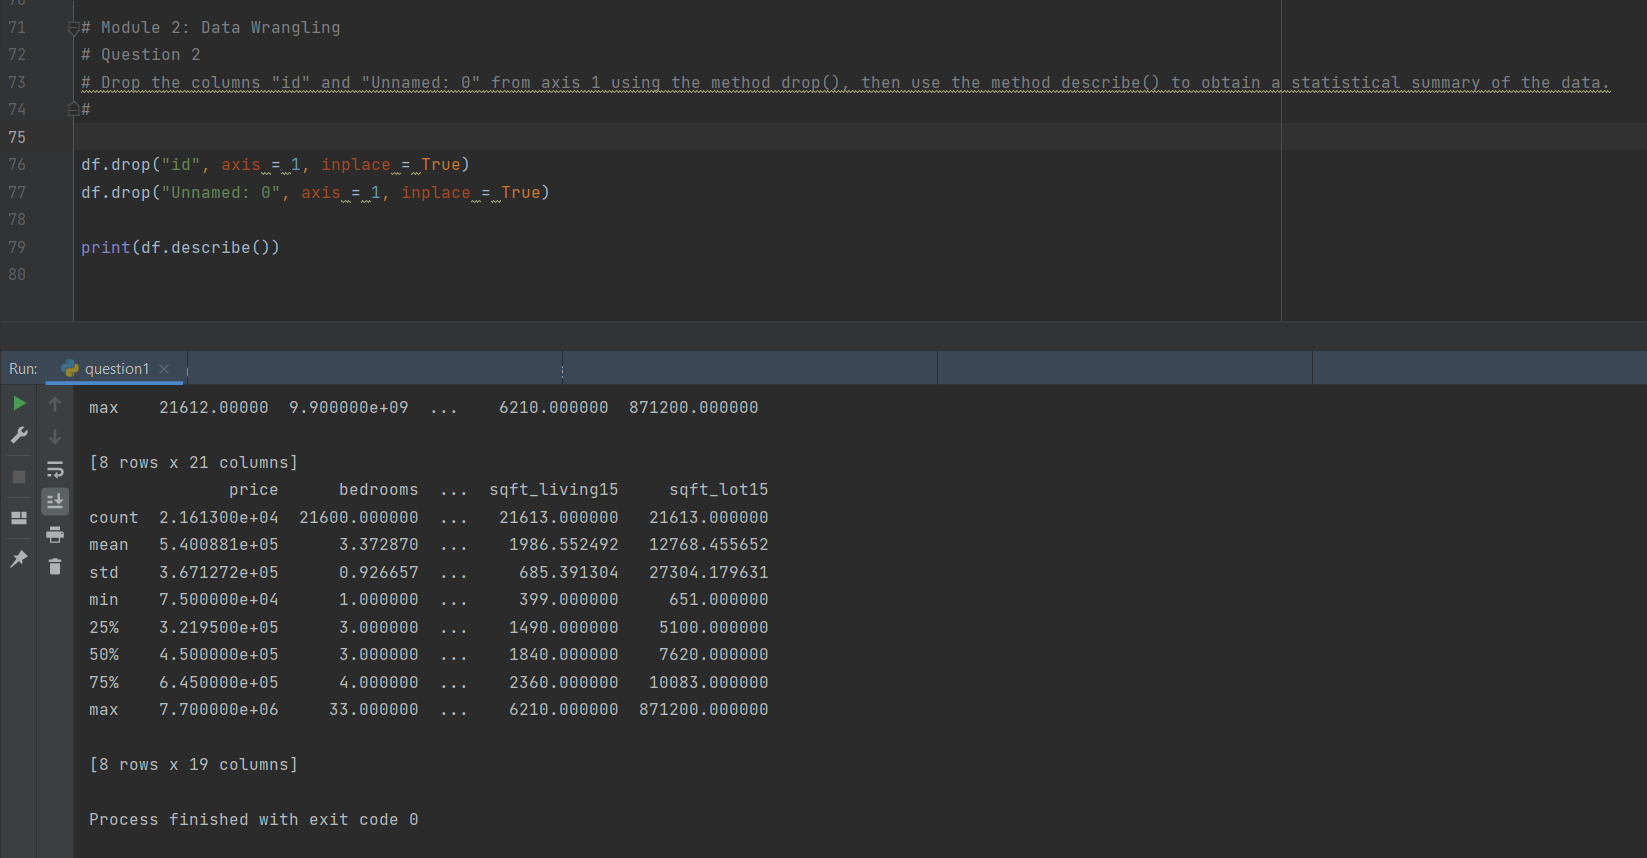 70
71 # Module 2: Data Wrangling
72 # Question 2
73 # Drop the columns "id" and "Unnamed: 0" from axis 1 using the method drop(), then use the method describe() to obtain a statistical summary of the data.
74 #
75
76 df.drop("id", axis = 1, inplace = True)
77 df.drop("Unnamed: 0", axis = 1, inplace = True)
78
79 print(df.describe())
80
Run: question1
max 21612.00000 9.900000e+09 ... 6210.000000 871200.000000
[8 rows x 21 columns]
price bedrooms ... sqft_living15 sqft_lot15
count 2.161300e+04 21600.000000 ... 21613.000000 21613.000000
mean 5.400881e+05 3.372870 ... 1986.552492 12768.455652
std 3.671272e+05 0.926657 ... 685.391304 27304.179631
min 7.500000e+04 1.000000 ... 399.000000 651.000000
25% 3.219500e+05 3.000000 ... 1490.000000 5100.000000
50% 4.500000e+05 3.000000 ... 1840.000000 7620.000000
75% 6.450000e+05 4.000000 ... 2360.000000 10083.000000
max 7.700000e+06 33.000000 ... 6210.000000 871200.000000
[8 rows x 19 columns]
Process finished with exit code 0